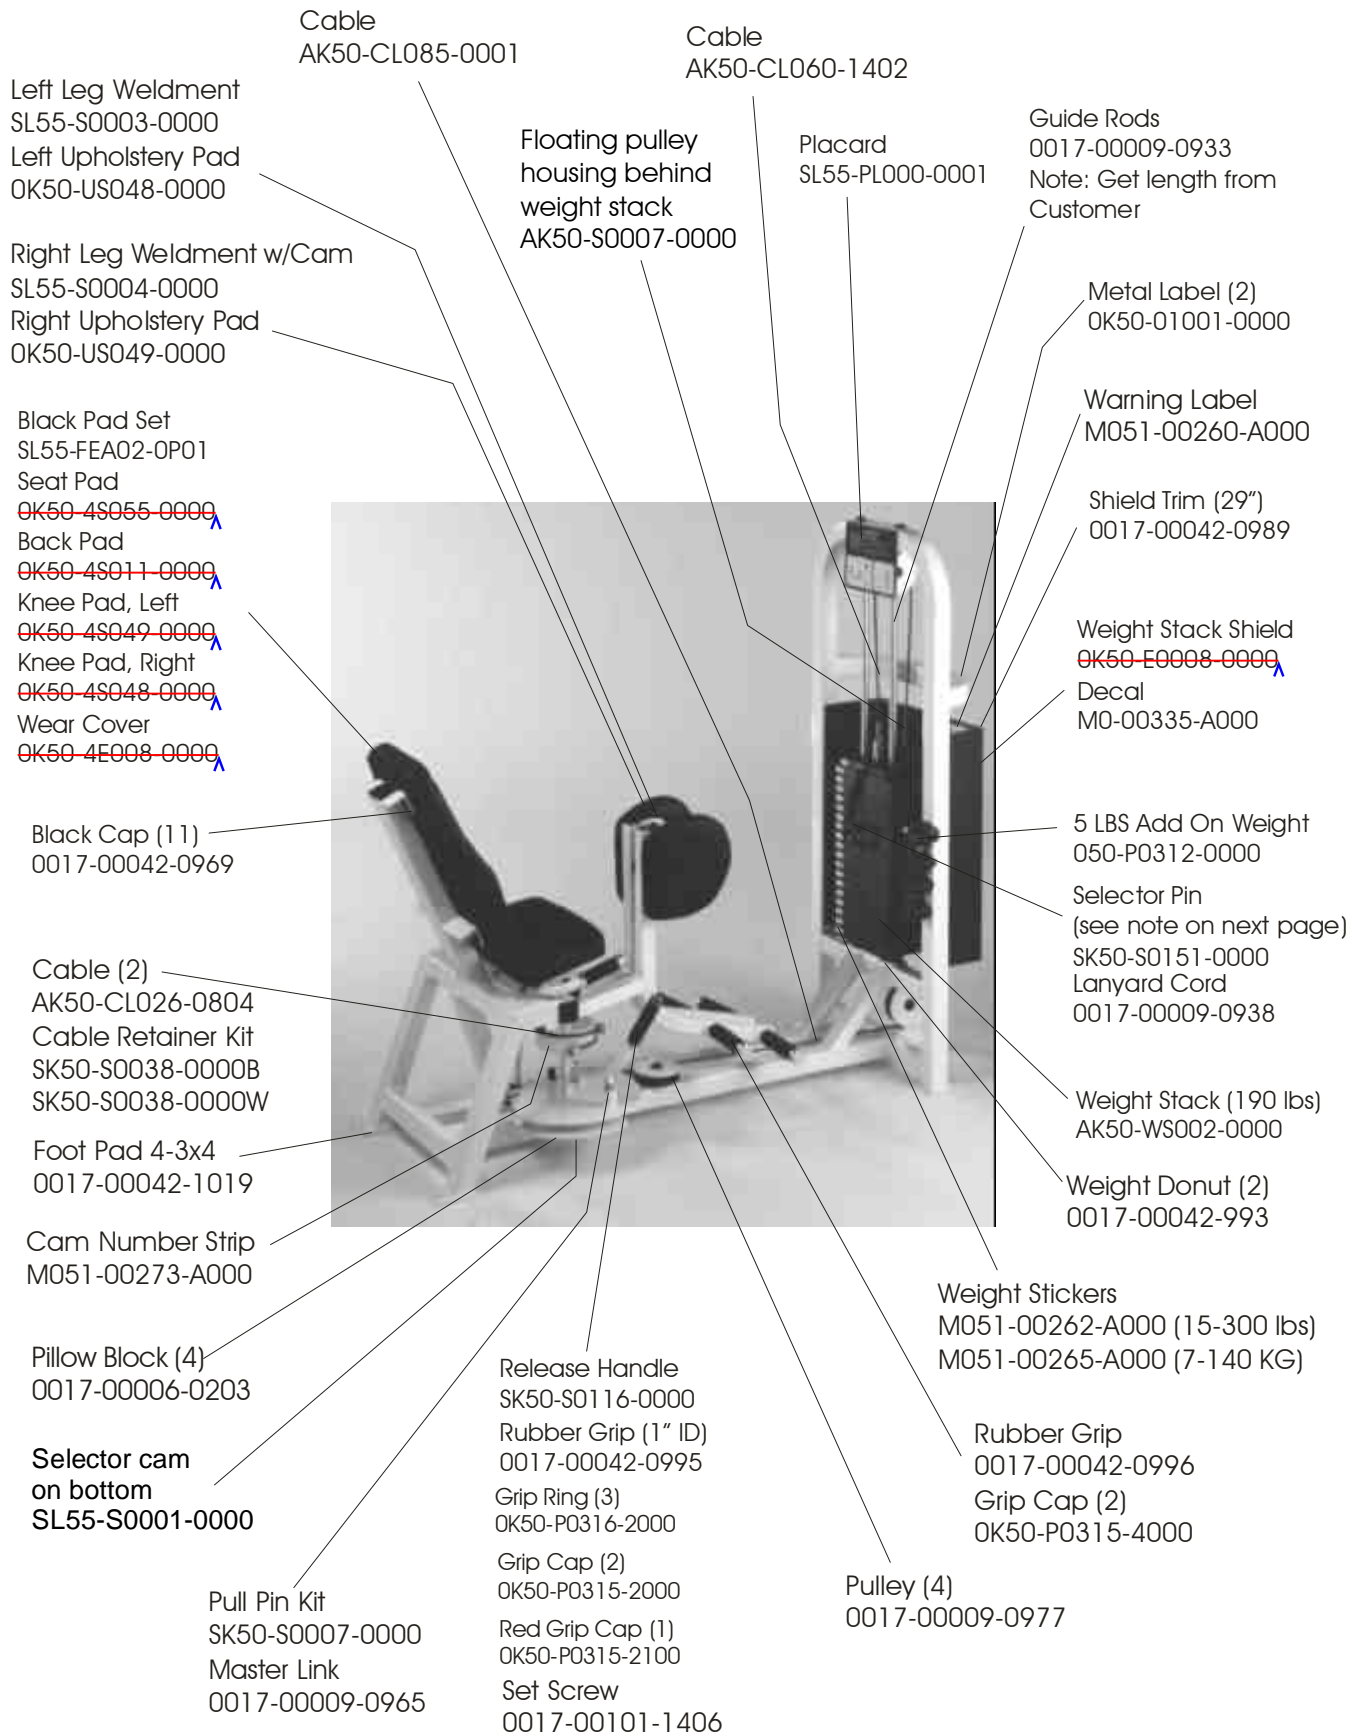 Cable
AK50-CL085-0001
Cable
AK50-CL060-1402
Left Leg Weldment
SL55-S0003-0000
Left Upholstery Pad
0K50-US048-0000
Floating pulley
housing behind
weight stack
AK50-S0007-0000
Placard
SL55-PL000-0001
Guide Rods
0017-00009-0933
Note: Get length from
Customer
Right Leg Weldment w/Cam
SL55-S0004-0000
Right Upholstery Pad
0K50-US049-0000
Metal Label (2)
0K50-01001-0000
Warning Label
M051-00260-A000
Black Pad Set
SL55-FEA02-0P01
Seat Pad
0K50-4S055-0000
Back Pad
0K50-4S011-0000
Knee Pad, Left
0K50-4S049-0000
Knee Pad, Right
0K50-4S048-0000
Wear Cover
0K50-4E008-0000
Shield Trim (29”)
0017-00042-0989
Weight Stack Shield
0K50-E0008-0000
Decal
M0-00335-A000
Black Cap (11)
0017-00042-0969
5 LBS Add On Weight
050-P0312-0000
Selector Pin
(see note on next page)
SK50-S0151-0000
Lanyard Cord
0017-00009-0938
Cable (2)
AK50-CL026-0804
Cable Retainer Kit
SK50-S0038-0000B
SK50-S0038-0000W
Weight Stack (190 lbs)
AK50-WS002-0000
Foot Pad 4-3x4
0017-00042-1019
Weight Donut (2)
0017-00042-993
Cam Number Strip
M051-00273-A000
Weight Stickers
M051-00262-A000 (15-300 lbs)
M051-00265-A000 (7-140 KG)
Pillow Block (4)
0017-00006-0203
Release Handle
SK50-S0116-0000
Rubber Grip (1” ID)
0017-00042-0995
Grip Ring (3)
0K50-P0316-2000
Grip Cap (2)
0K50-P0315-2000
Red Grip Cap (1)
0K50-P0315-2100
Set Screw
0017-00101-1406
Rubber Grip
0017-00042-0996
Grip Cap (2)
0K50-P0315-4000
Selector cam
on bottom
SL55-S0001-0000
Pulley (4)
0017-00009-0977
Pull Pin Kit
SK50-S0007-0000
Master Link
0017-00009-0965